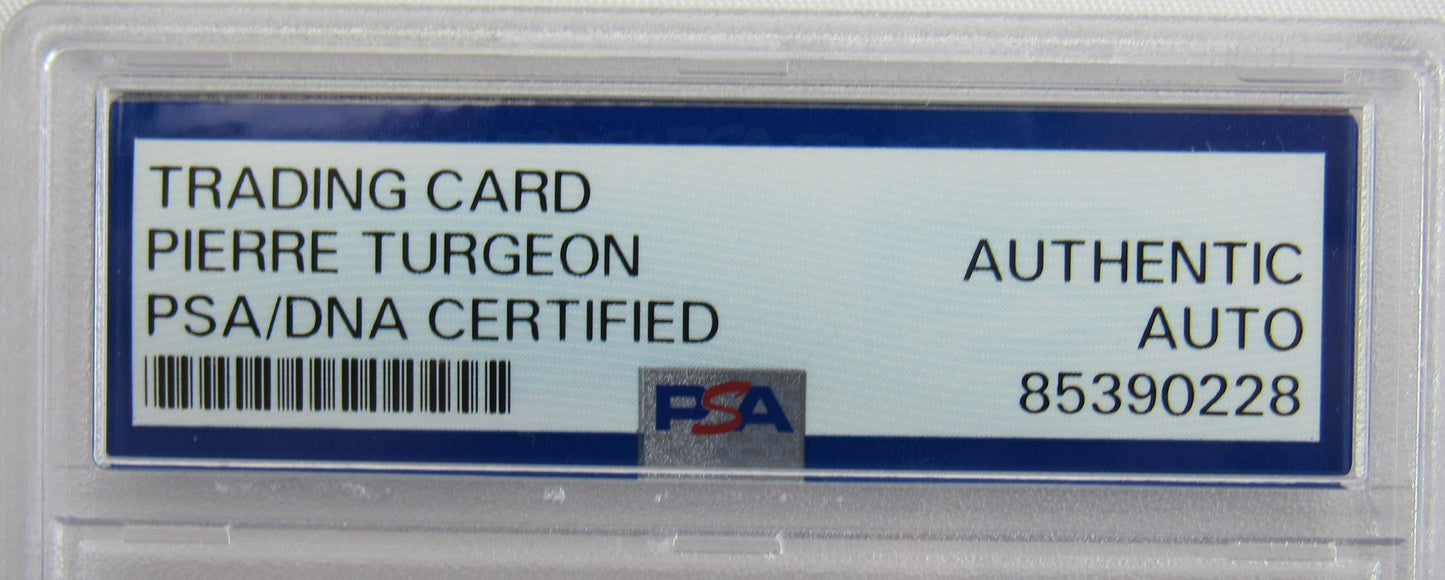 TRADING CARD
PIERRE TURGEON
AUTHENTIC
PSA/DNA CERTIFIED
AUTO
85390228
PSA